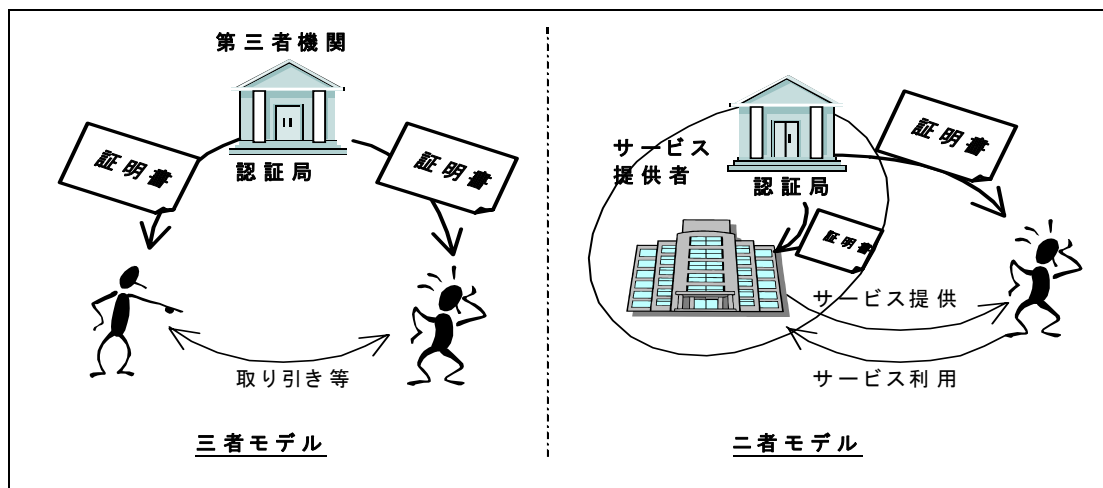 第三者機関
証明書
証明書
認証局
取り引き等
三者モデル
サービス
提供者
認証局
証明書
証明書
サービス提供
サービス利用
二者モデル